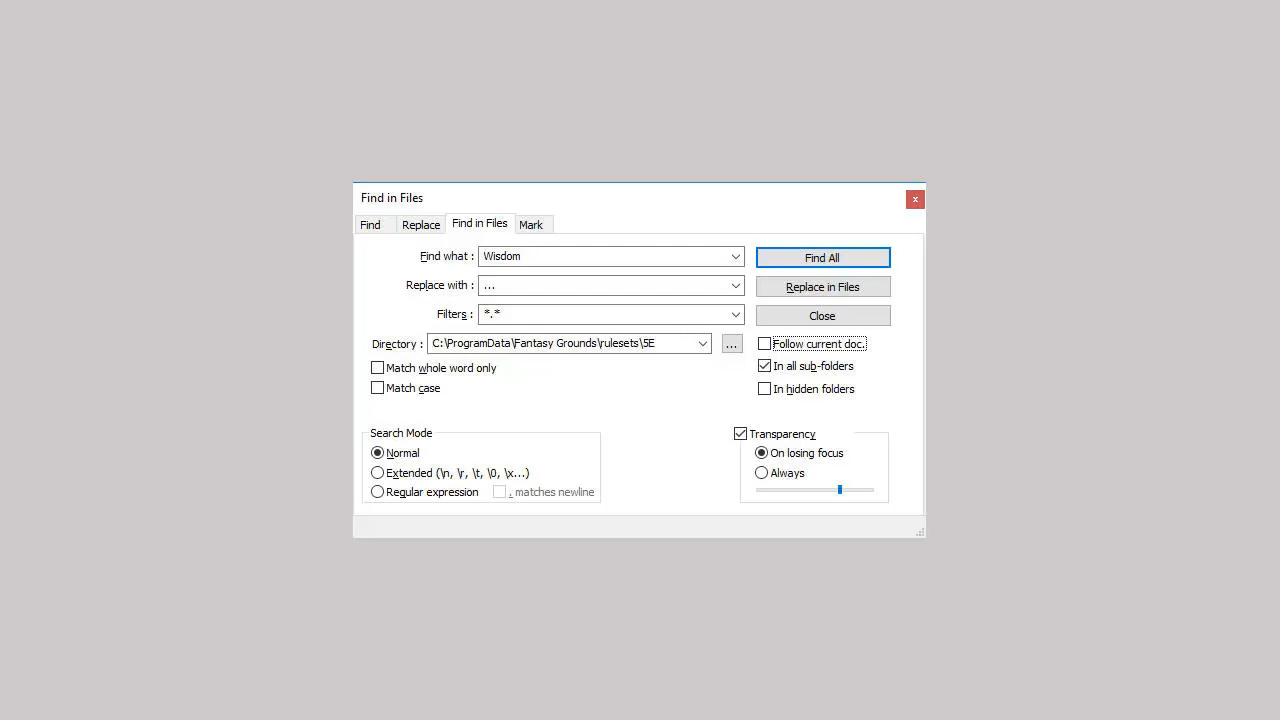 Find in Files
x
Find Replace Find in Files Mark
Find what : Wisdom Find All
Replace with : ... Replace in Files
Filters : *.* Close
Directory : C:\ProgramData\Fantasy Grounds\rulesets\5E ... Follow current doc.
Match whole word only In all sub-folders
Match case In hidden folders
Search Mode Transparency
Normal On losing focus
Extended (\n, \r, \t, \0, \x...) Always
Regular expression . matches newline